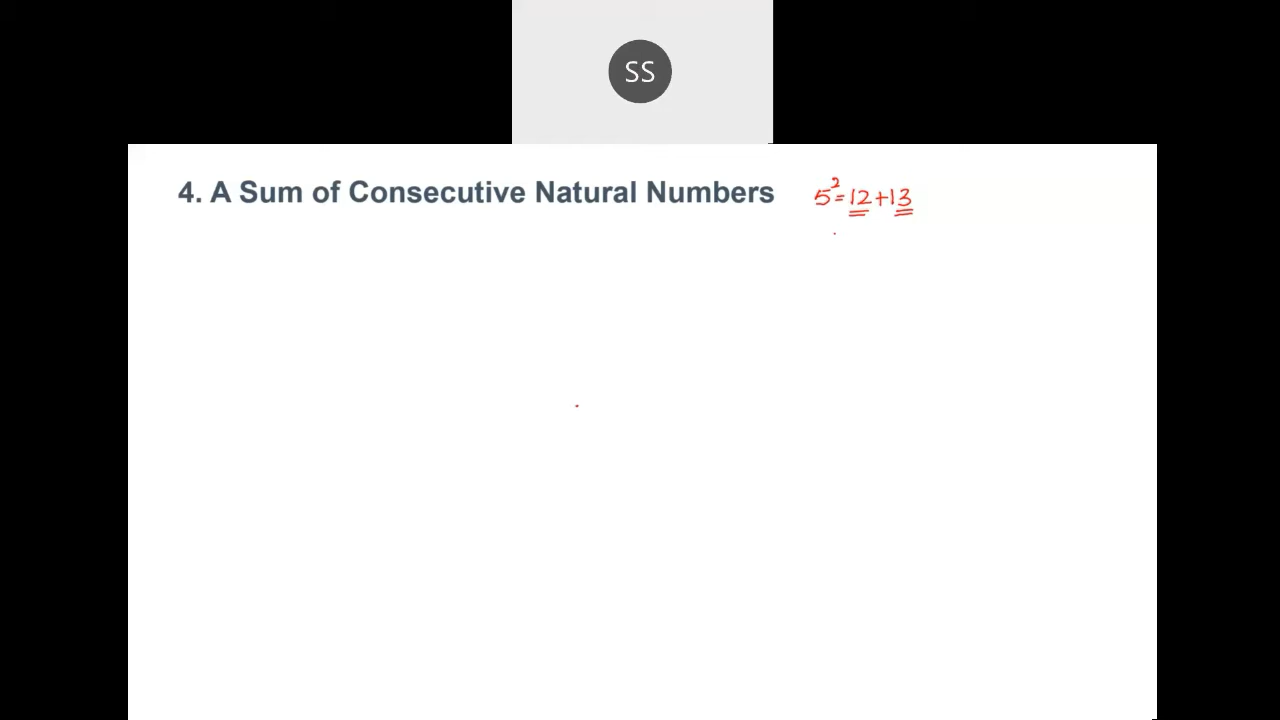 SS
4. A Sum of Consecutive Natural Numbers 5² = 12 + 13